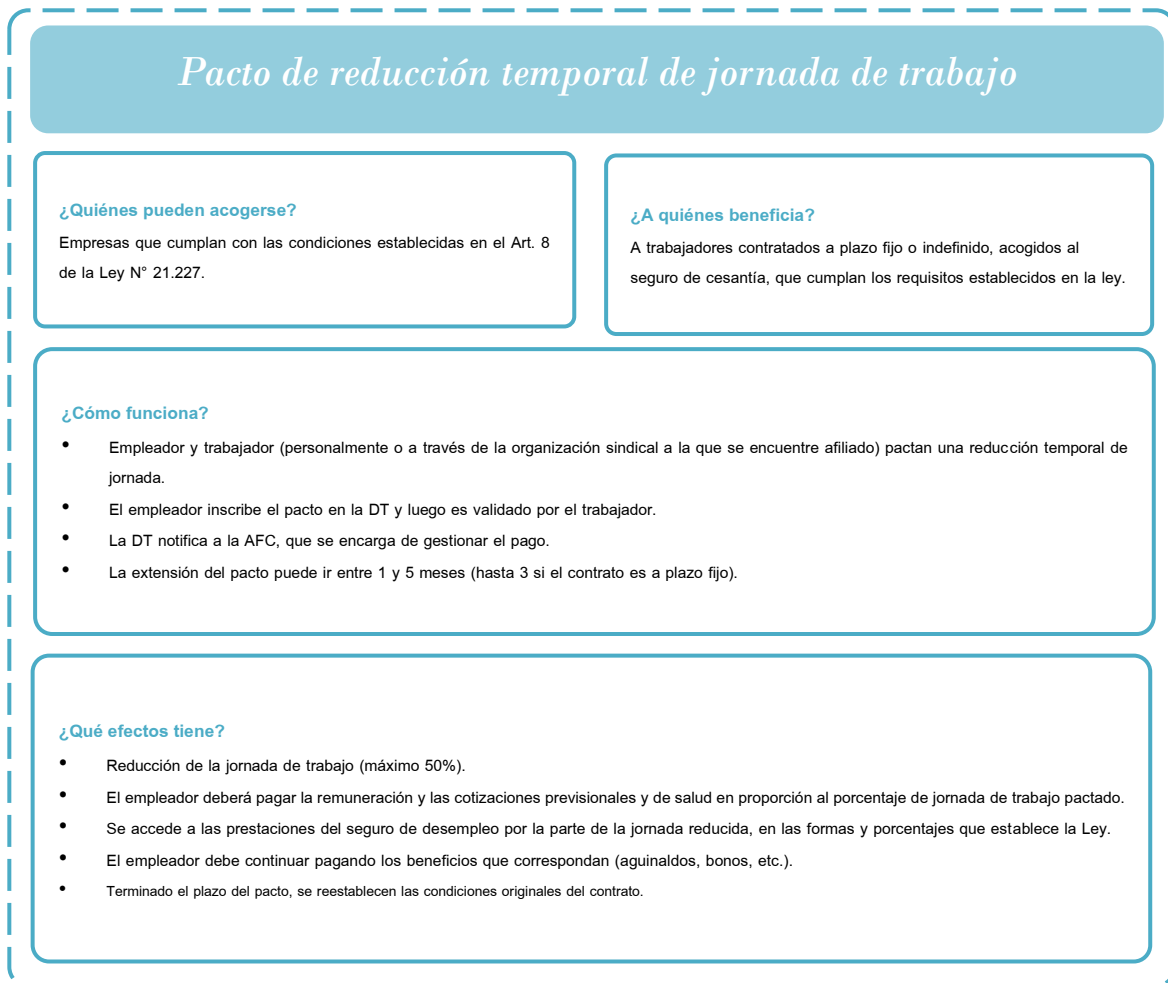 Pacto de reducción temporal de jornada de trabajo
¿Quiénes pueden acogerse?
Empresas que cumplan con las condiciones establecidas en el Art. 8
de la Ley N° 21.227.
¿A quiénes beneficia?
A trabajadores contratados a plazo fijo o indefinido, acogidos al
seguro de cesantía, que cumplan los requisitos establecidos en la ley.
¿Cómo funciona?
• Empleador y trabajador (personalmente o a través de la organización sindical a la que se encuentre afiliado) pactan una reducción temporal de
jornada.
• El empleador inscribe el pacto en la DT y luego es validado por el trabajador.
• La DT notifica a la AFC, que se encarga de gestionar el pago.
• La extensión del pacto puede ir entre 1 y 5 meses (hasta 3 si el contrato es a plazo fijo).
¿Qué efectos tiene?
• Reducción de la jornada de trabajo (máximo 50%).
• El empleador deberá pagar la remuneración y las cotizaciones previsionales y de salud en proporción al porcentaje de jornada de trabajo pactado.
• Se accede a las prestaciones del seguro de desempleo por la parte de la jornada reducida, en las formas y porcentajes que establece la Ley.
• El empleador debe continuar pagando los beneficios que correspondan (aguinaldos, bonos, etc.).
• Terminado el plazo del pacto, se reestablecen las condiciones originales del contrato.